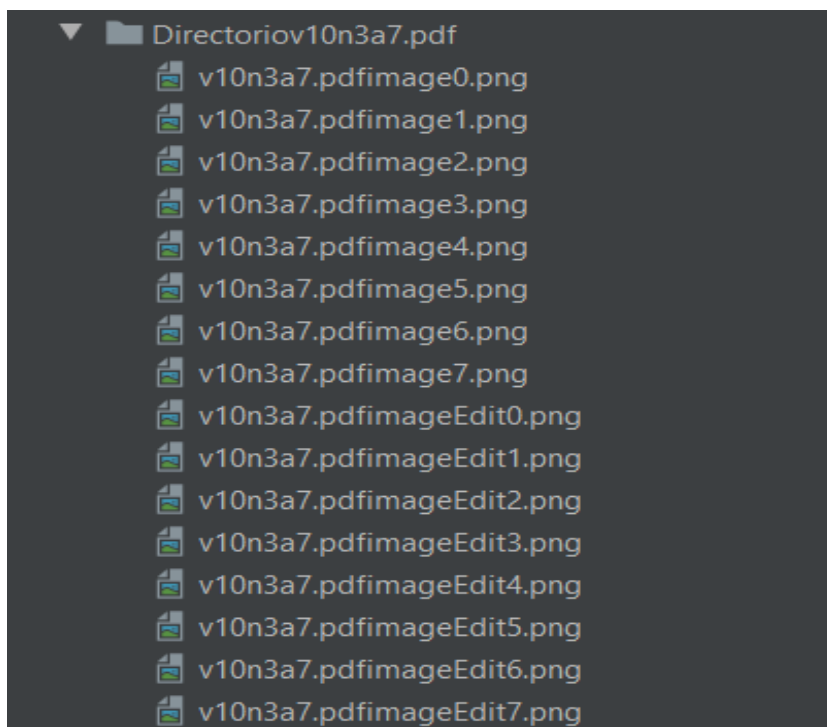 Directoriov10n3a7.pdf
v10n3a7.pdfimage0.png
v10n3a7.pdfimage1.png
v10n3a7.pdfimage2.png
v10n3a7.pdfimage3.png
v10n3a7.pdfimage4.png
v10n3a7.pdfimage5.png
v10n3a7.pdfimage6.png
v10n3a7.pdfimage7.png
v10n3a7.pdfimageEdit0.png
v10n3a7.pdfimageEdit1.png
v10n3a7.pdfimageEdit2.png
v10n3a7.pdfimageEdit3.png
v10n3a7.pdfimageEdit4.png
v10n3a7.pdfimageEdit5.png
v10n3a7.pdfimageEdit6.png
v10n3a7.pdfimageEdit7.png